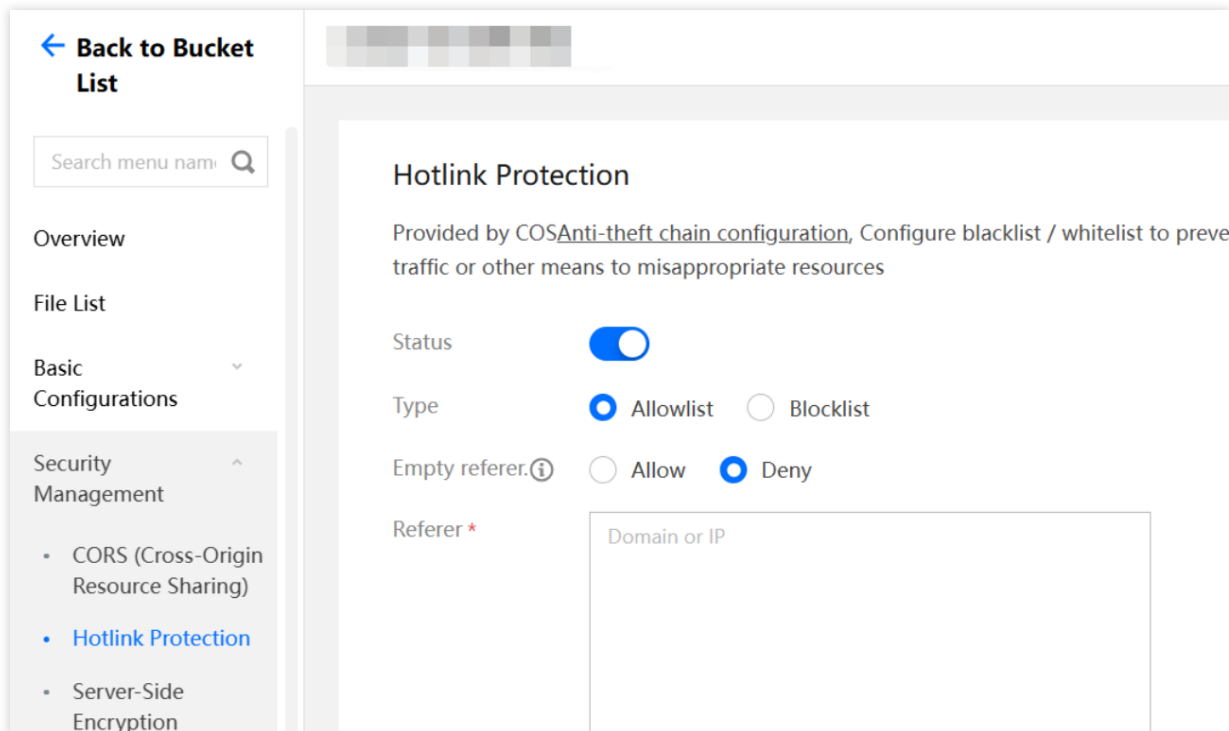 Back to Bucket
List
Search menu nam
Overview
File List
Basic
Configurations
Security
Management
CORS (Cross-Origin
Resource Sharing)
Hotlink Protection
Server-Side
Encryption
Hotlink Protection
Provided by COSAnti-theft chain configuration, Configure blacklist / whitelist to preve
traffic or other means to misappropriate resources
Status
Type Allowlist Blocklist
Empty referer. Allow Deny
Referer *
Domain or IP